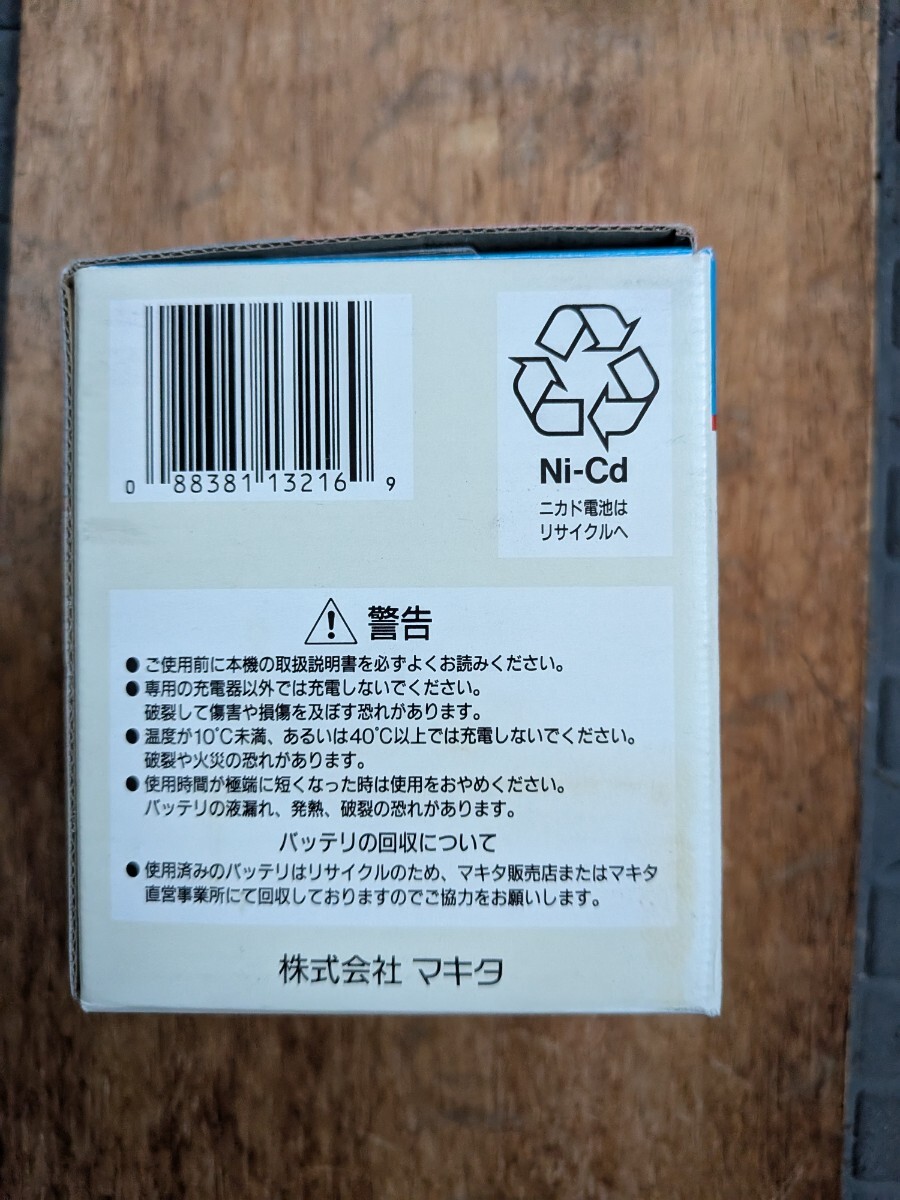 0 88381 13216 9
Ni-Cd
ニカド電池は
リサイクルへ
警告
● ご使用前に本機の取扱説明書を必ずよくお読みください。
● 専用の充電器以外では充電しないでください。
破裂して傷害や損傷を及ぼす恐れがあります。
● 温度が10℃未満、あるいは40℃以上では充電しないでください。
破裂や火災の恐れがあります。
● 使用時間が極端に短くなった時は使用をおやめください。
バッテリの液漏れ、発熱、破裂の恐れがあります。
バッテリの回収について
● 使用済みのバッテリはリサイクルのため、マキタ販売店またはマキタ
直営事業所にて回収しておりますのでご協力をお願いします。
株式会社 マキタ